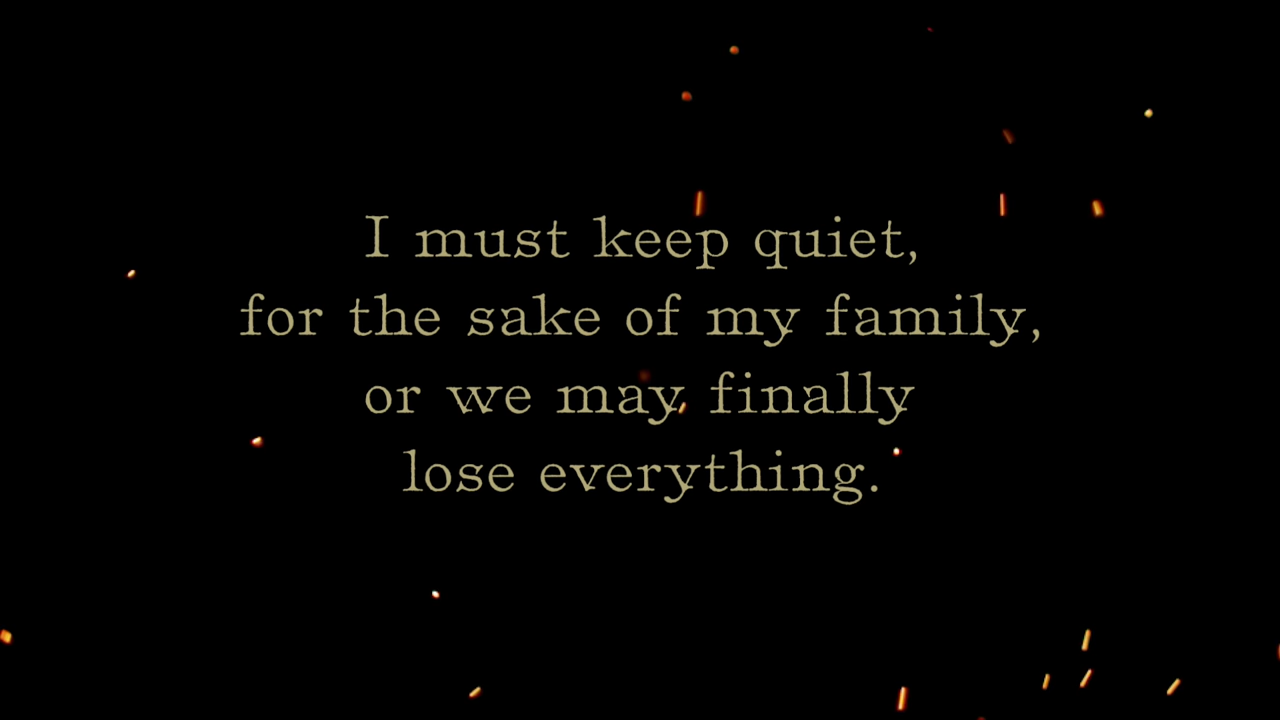 I must keep quiet,
for the sake of my family,
or we may finally
lose everything.